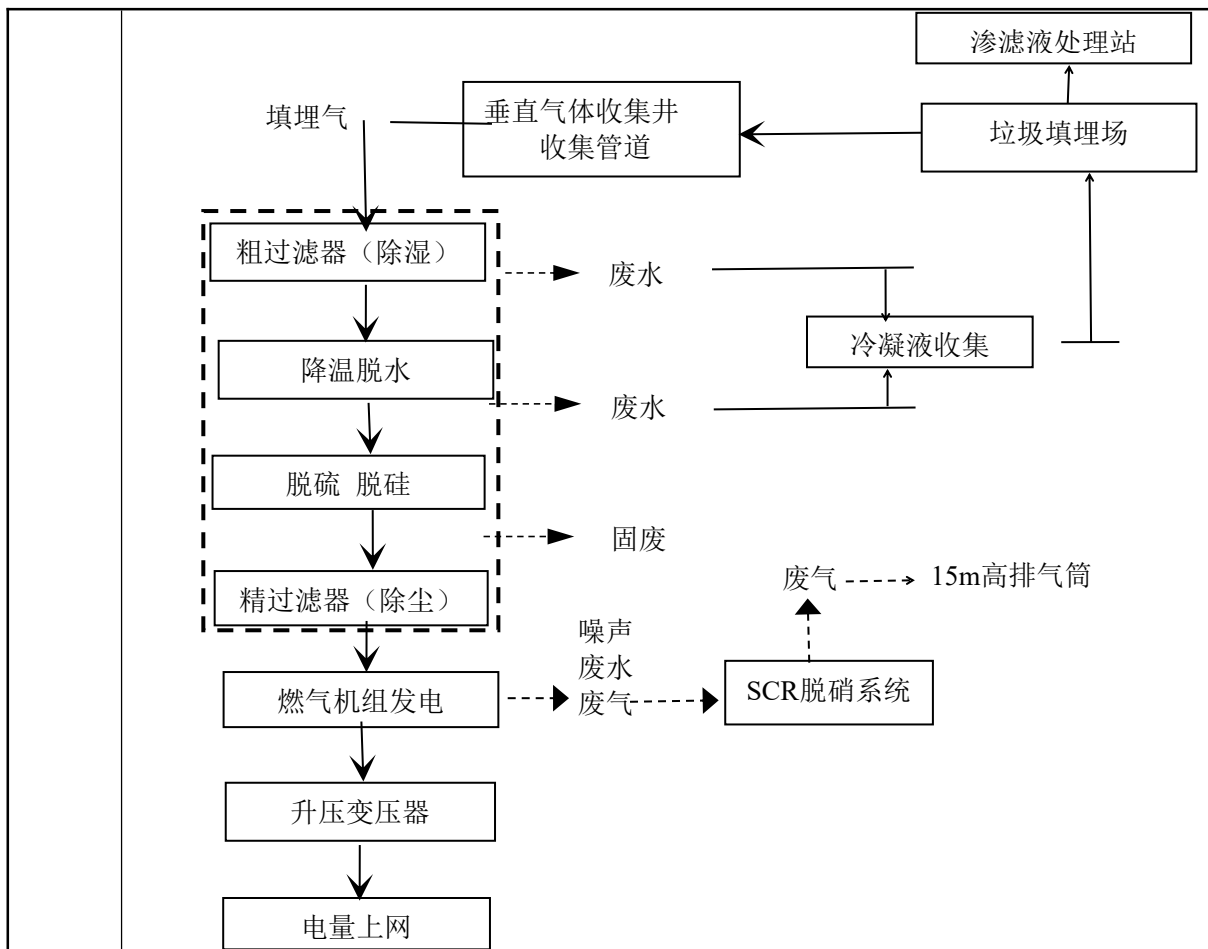 渗滤液处理站
填埋气
垂直气体收集井
收集管道
垃圾填埋场
粗过滤器（除湿）
废水
降温脱水
冷凝液收集
废水
脱硫 脱硅
固废
精过滤器（除尘）
废气
15m高排气筒
噪声
废水
废气
燃气机组发电
SCR脱硝系统
升压变压器
电量上网